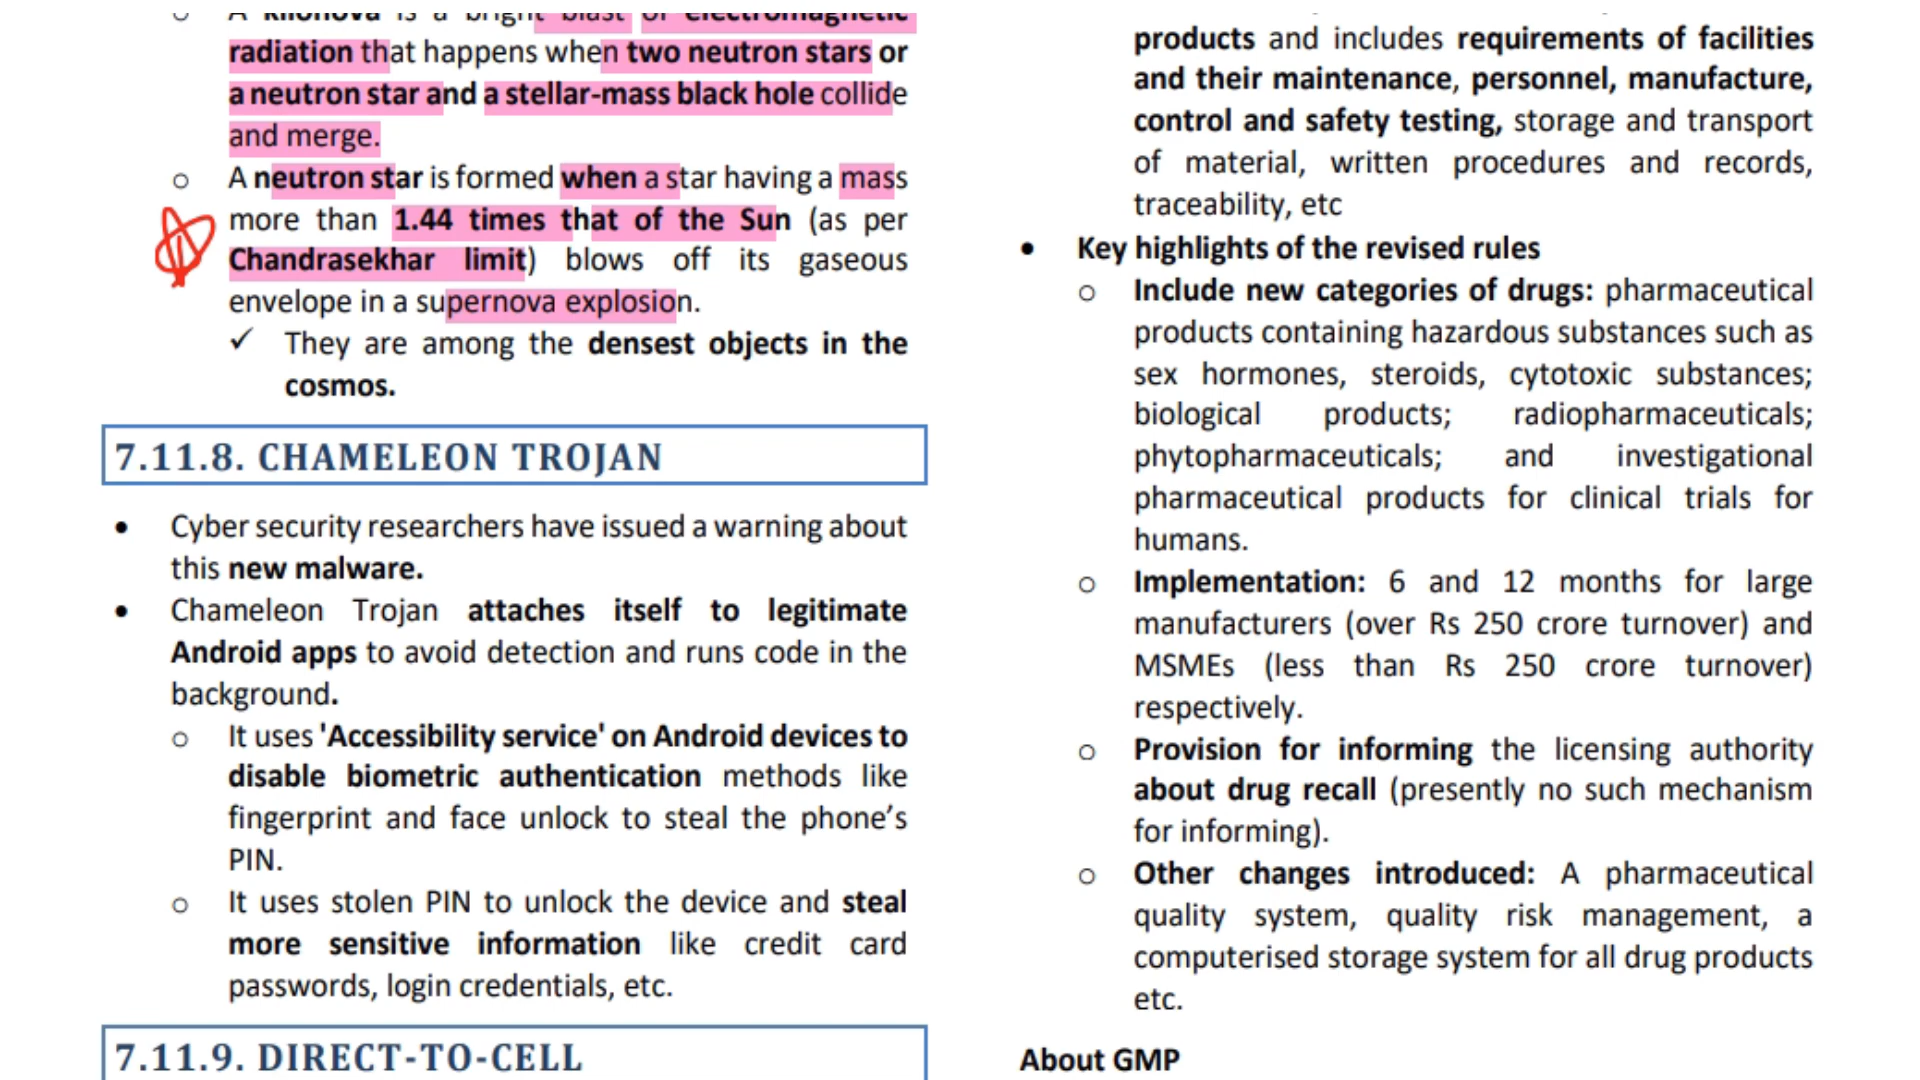 A kilonova is a bright blast of electromagnetic
radiation that happens when two neutron stars or
a neutron star and a stellar-mass black hole collide
and merge.
o A neutron star is formed when a star having a mass
more than 1.44 times that of the Sun (as per
Chandrasekhar limit) blows off its gaseous
envelope in a supernova explosion.
✓ They are among the densest objects in the
cosmos.
7.11.8. CHAMELEON TROJAN
• Cyber security researchers have issued a warning about
this new malware.
• Chameleon Trojan attaches itself to legitimate
Android apps to avoid detection and runs code in the
background.
o It uses 'Accessibility service' on Android devices to
disable biometric authentication methods like
fingerprint and face unlock to steal the phone’s
PIN.
o It uses stolen PIN to unlock the device and steal
more sensitive information like credit card
passwords, login credentials, etc.
7.11.9. DIRECT-TO-CELL
products and includes requirements of facilities
and their maintenance, personnel, manufacture,
control and safety testing, storage and transport
of material, written procedures and records,
traceability, etc
• Key highlights of the revised rules
o Include new categories of drugs: pharmaceutical
products containing hazardous substances such as
sex hormones, steroids, cytotoxic substances;
biological products; radiopharmaceuticals;
phytopharmaceuticals; and investigational
pharmaceutical products for clinical trials for
humans.
o Implementation: 6 and 12 months for large
manufacturers (over Rs 250 crore turnover) and
MSMEs (less than Rs 250 crore turnover)
respectively.
o Provision for informing the licensing authority
about drug recall (presently no such mechanism
for informing).
o Other changes introduced: A pharmaceutical
quality system, quality risk management, a
computerised storage system for all drug products
etc.
About GMP